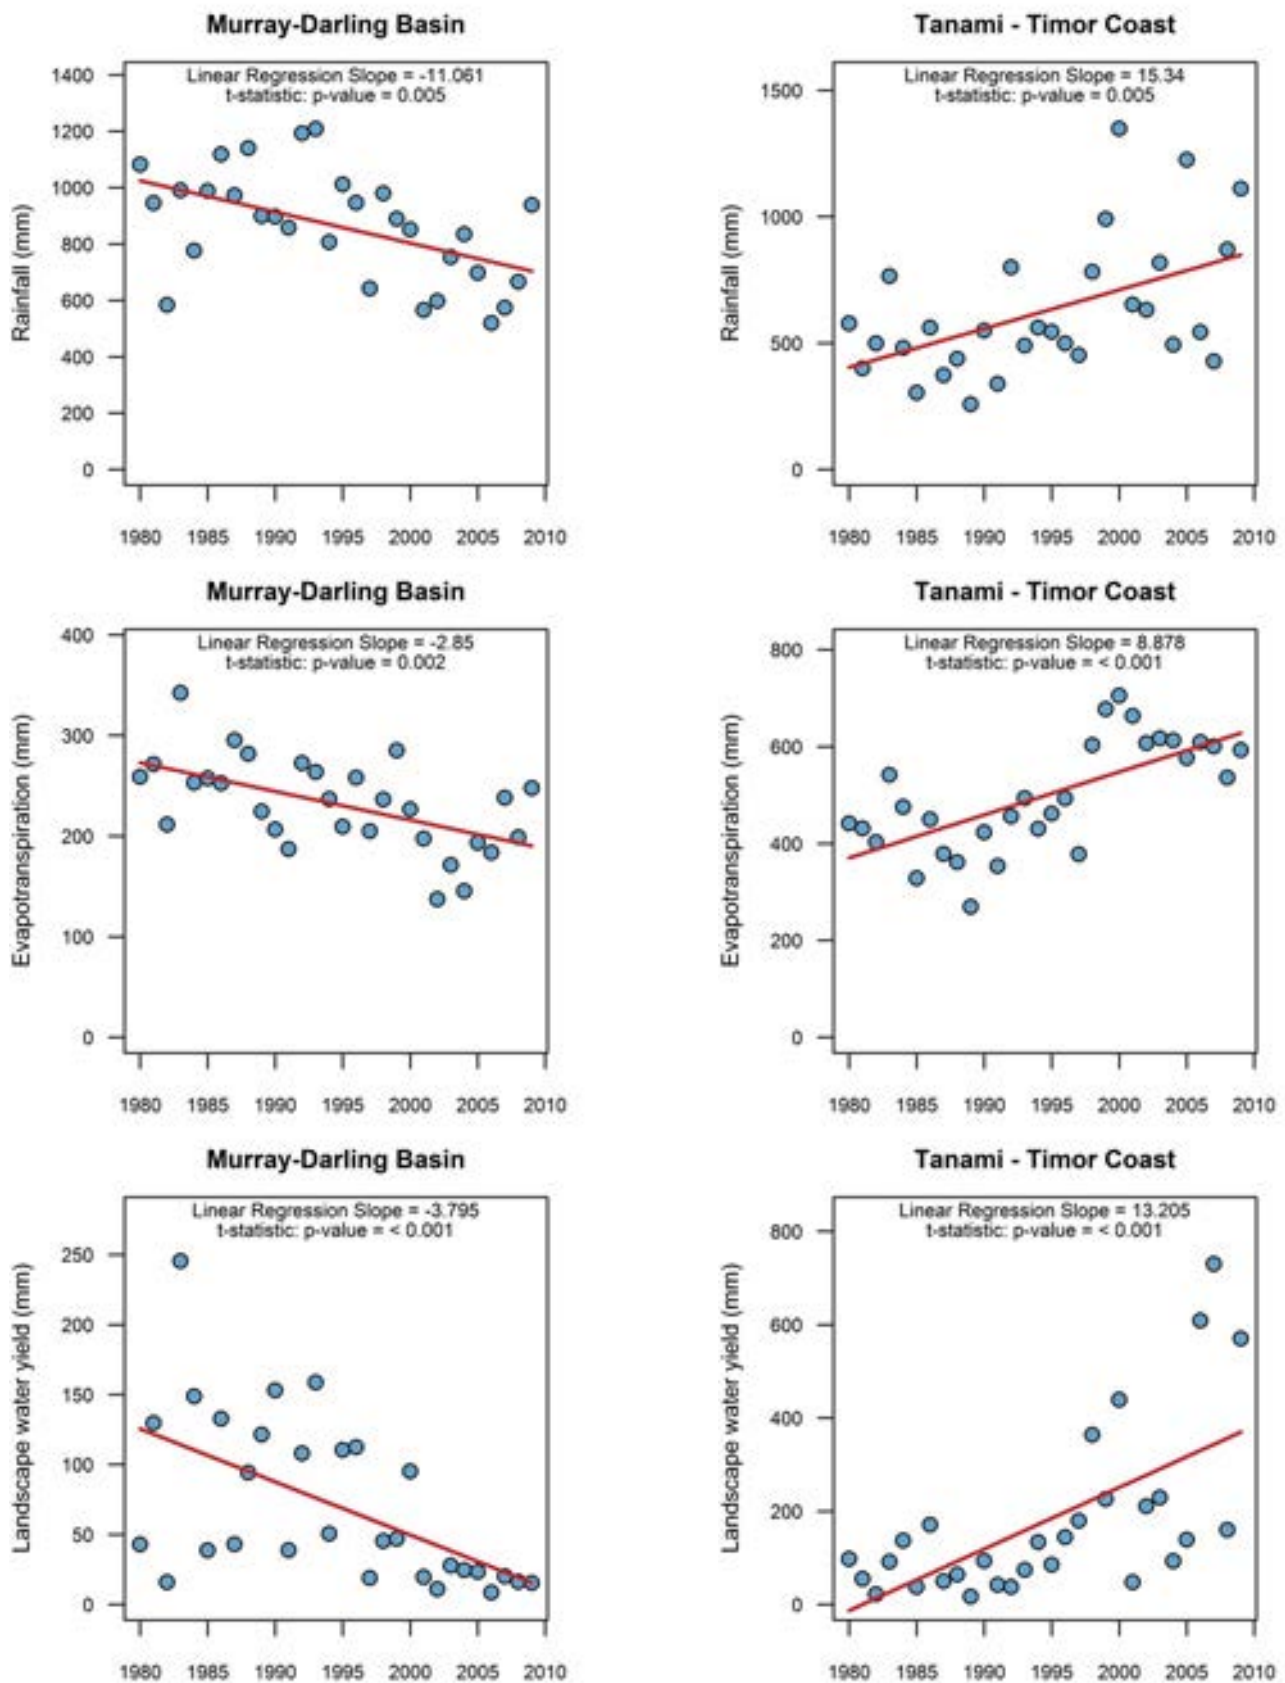 Murray-Darling Basin
Linear Regression Slope = -11.061
t-statistic: p-value = 0.005
Rainfall (mm)
1400
1200
1000
800
600
400
200
0
1980 1985 1990 1995 2000 2005 2010
Tanami - Timor Coast
Linear Regression Slope = 15.34
t-statistic: p-value = 0.005
Rainfall (mm)
1500
1000
500
0
1980 1985 1990 1995 2000 2005 2010
Murray-Darling Basin
Linear Regression Slope = -2.85
t-statistic: p-value = 0.002
Evapotranspiration (mm)
400
300
200
100
0
1980 1985 1990 1995 2000 2005 2010
Tanami - Timor Coast
Linear Regression Slope = 8.878
t-statistic: p-value = < 0.001
Evapotranspiration (mm)
800
600
400
200
0
1980 1985 1990 1995 2000 2005 2010
Murray-Darling Basin
Linear Regression Slope = -3.795
t-statistic: p-value = < 0.001
Landscape water yield (mm)
250
200
150
100
50
0
1980 1985 1990 1995 2000 2005 2010
Tanami - Timor Coast
Linear Regression Slope = 13.205
t-statistic: p-value = < 0.001
Landscape water yield (mm)
800
600
400
200
0
1980 1985 1990 1995 2000 2005 2010